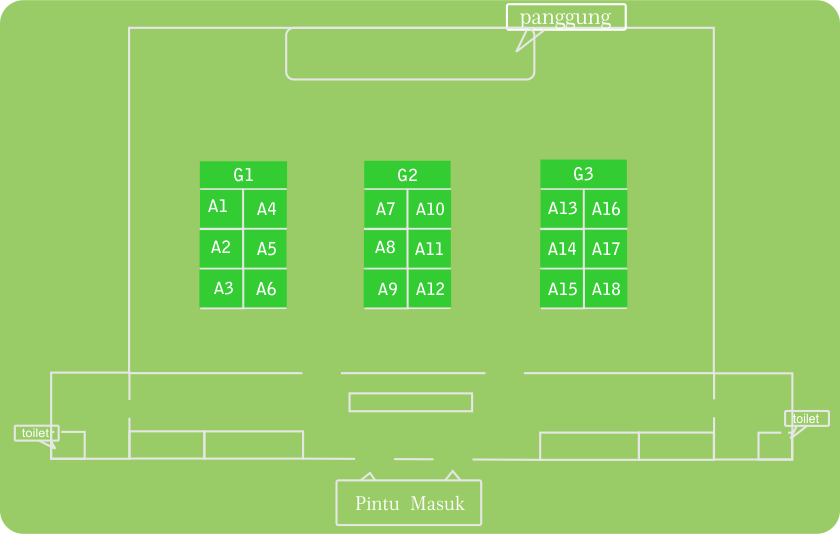 panggung
G1 G2 G3
A1 A4 A7 A10 A13 A16
A2 A5 A8 A11 A14 A17
A3 A6 A9 A12 A15 A18
toilet toilet
Pintu Masuk